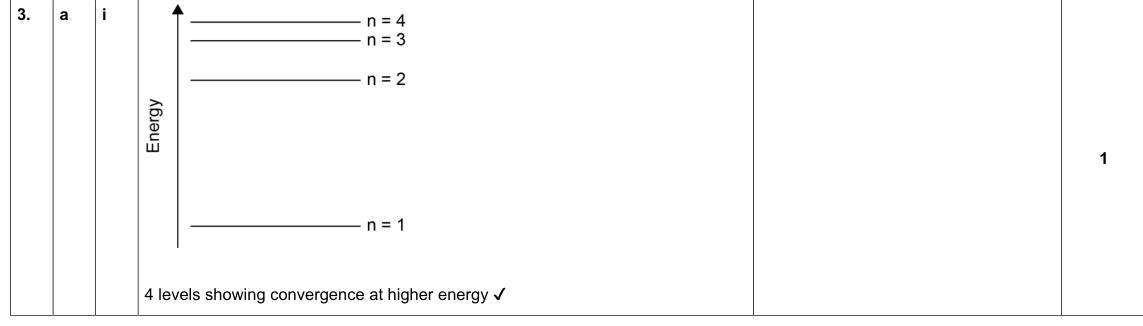 3. a i
n = 4
n = 3
n = 2
Energy
1
n = 1
4 levels showing convergence at higher energy ✓